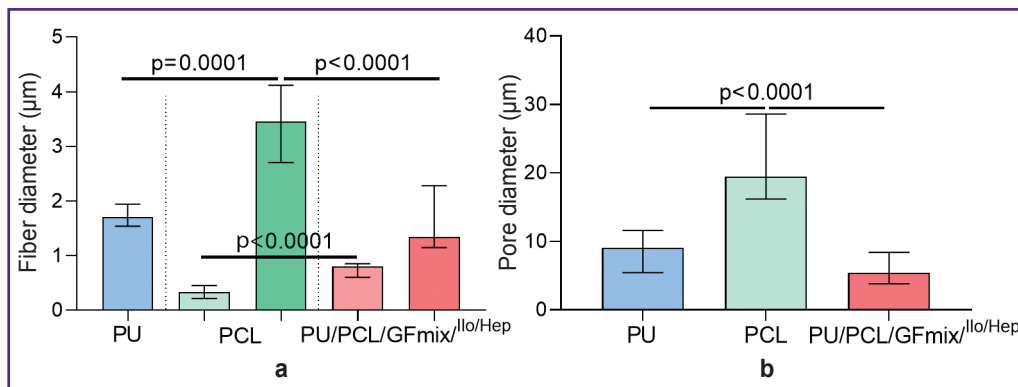 Fiber diameter (µm)
5
4
3
2
1
0
p=0.0001
p<0.0001
p<0.0001
PU
PCL
PU/PCL/GFmix/Ilo/Hep
a
Pore diameter (µm)
40
30
20
10
0
p<0.0001
PU
PCL
PU/PCL/GFmix/Ilo/Hep
b